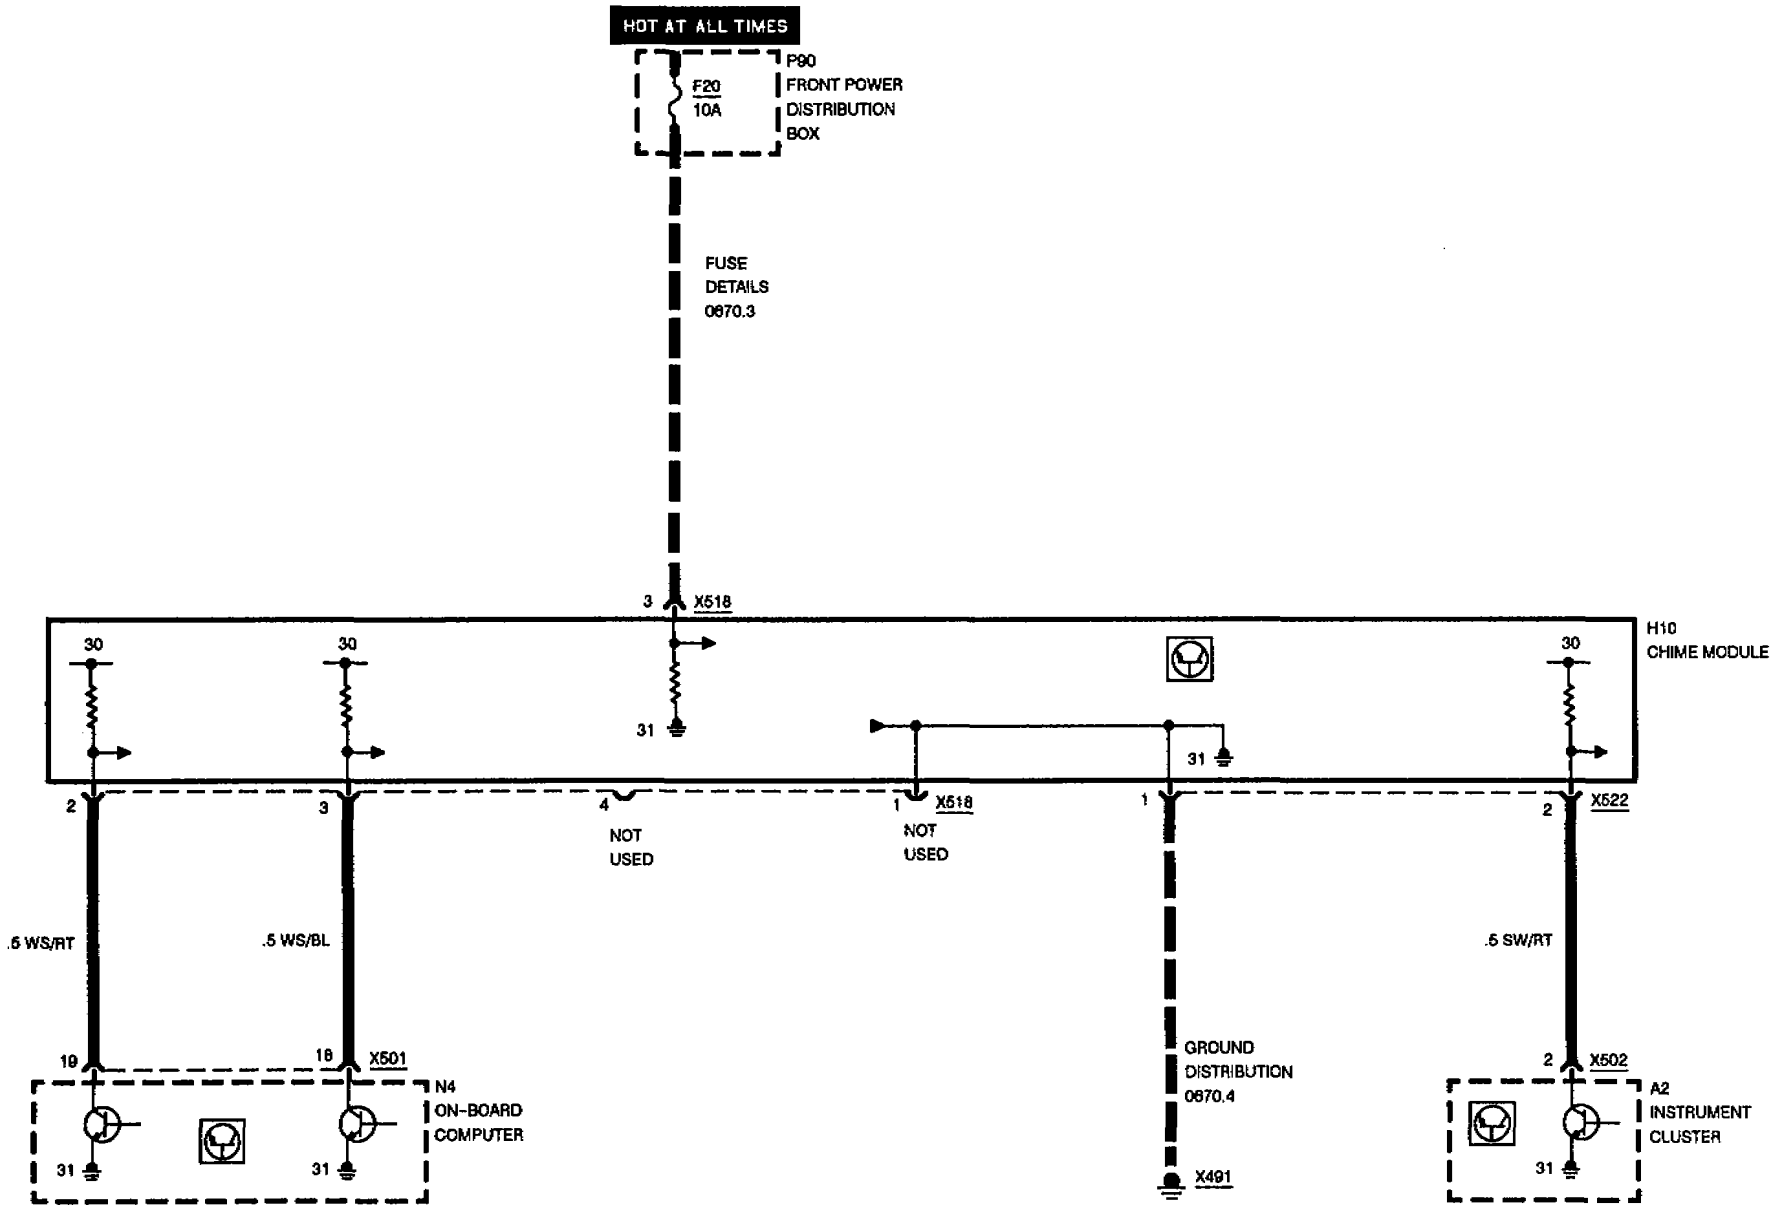 HOT AT ALL TIMES
P90
FRONT POWER
DISTRIBUTION
BOX
F20
10A
FUSE
DETAILS
0670.3
3 X518
H10
CHIME MODULE
30
30
30
31
31
2
3
4
1 X518
1
2 X522
NOT
USED
NOT
USED
.5 WS/RT
.5 WS/BL
.5 SW/RT
GROUND
DISTRIBUTION
0670.4
19
18 X501
2 X502
N4
ON-BOARD
COMPUTER
A2
INSTRUMENT
CLUSTER
31
31
31
X491